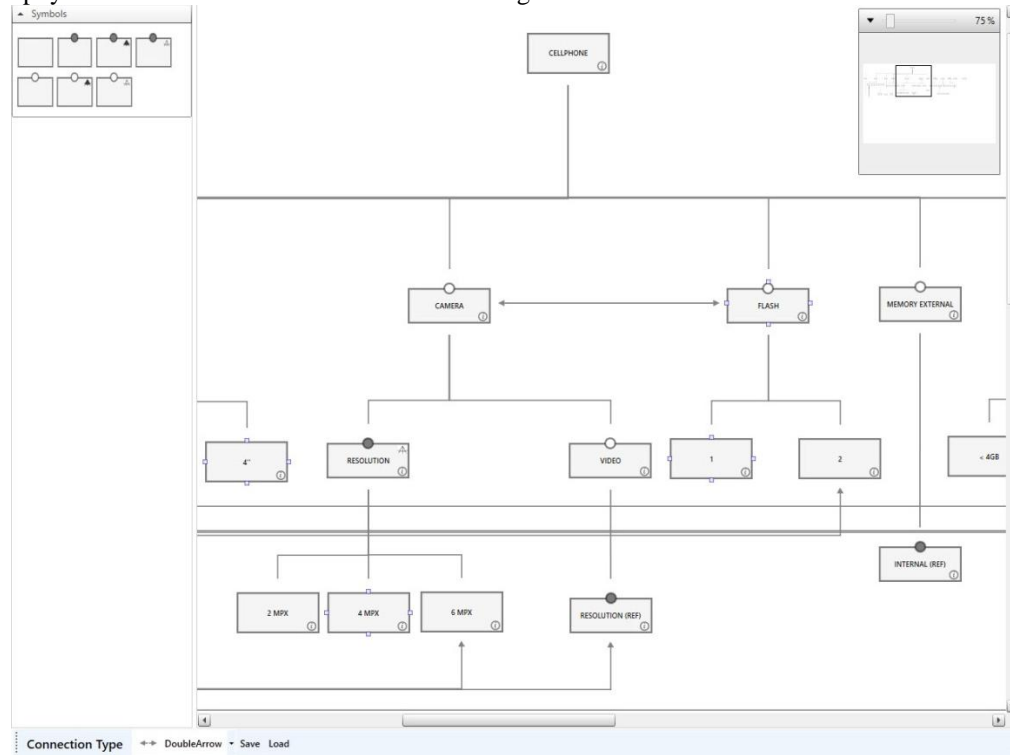 Symbols
75 %
CELLPHONE
CAMERA
FLASH
MEMORY EXTERNAL
4"
RESOLUTION
VIDEO
1
2
< 4GB
INTERNAL (REF)
2 MPX
4 MPX
6 MPX
RESOLUTION (REF)
Connection Type DoubleArrow Save Load